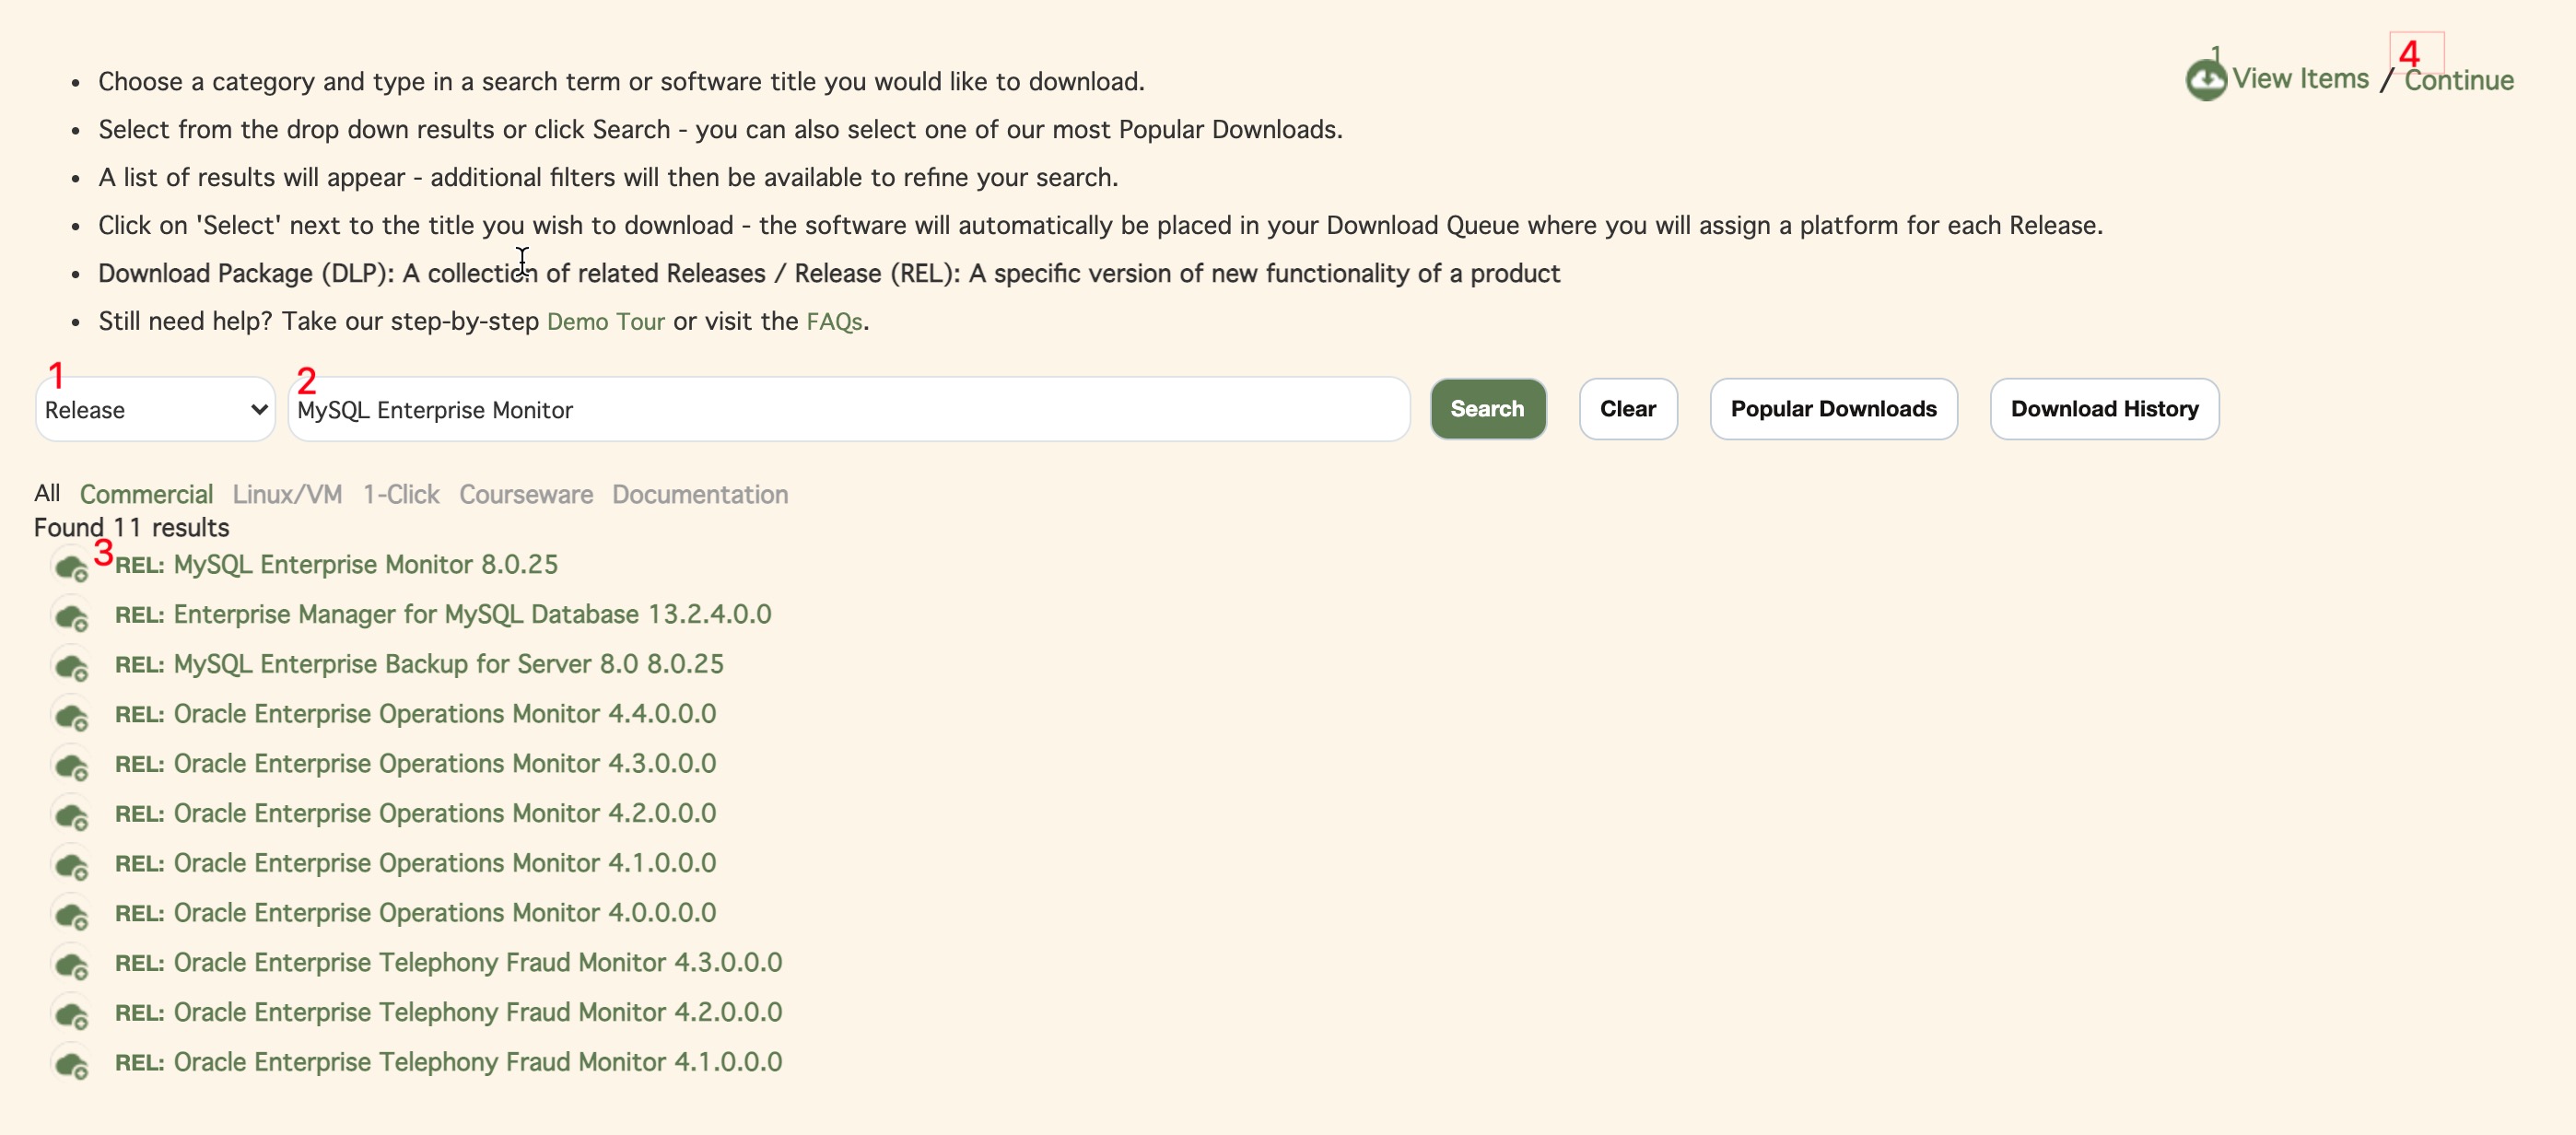 • Choose a category and type in a search term or software title you would like to download.
• Select from the drop down results or click Search - you can also select one of our most Popular Downloads.
• A list of results will appear - additional filters will then be available to refine your search.
• Click on 'Select' next to the title you wish to download - the software will automatically be placed in your Download Queue where you will assign a platform for each Release.
• Download Package (DLP): A collection of related Releases / Release (REL): A specific version of new functionality of a product
• Still need help? Take our step-by-step Demo Tour or visit the FAQs.
1 4
View Items / Continue
1 2
Release MySQL Enterprise Monitor Search Clear Popular Downloads Download History
All Commercial Linux/VM 1-Click Courseware Documentation
Found 11 results
3
REL: MySQL Enterprise Monitor 8.0.25
REL: Enterprise Manager for MySQL Database 13.2.4.0.0
REL: MySQL Enterprise Backup for Server 8.0 8.0.25
REL: Oracle Enterprise Operations Monitor 4.4.0.0.0
REL: Oracle Enterprise Operations Monitor 4.3.0.0.0
REL: Oracle Enterprise Operations Monitor 4.2.0.0.0
REL: Oracle Enterprise Operations Monitor 4.1.0.0.0
REL: Oracle Enterprise Operations Monitor 4.0.0.0.0
REL: Oracle Enterprise Telephony Fraud Monitor 4.3.0.0.0
REL: Oracle Enterprise Telephony Fraud Monitor 4.2.0.0.0
REL: Oracle Enterprise Telephony Fraud Monitor 4.1.0.0.0